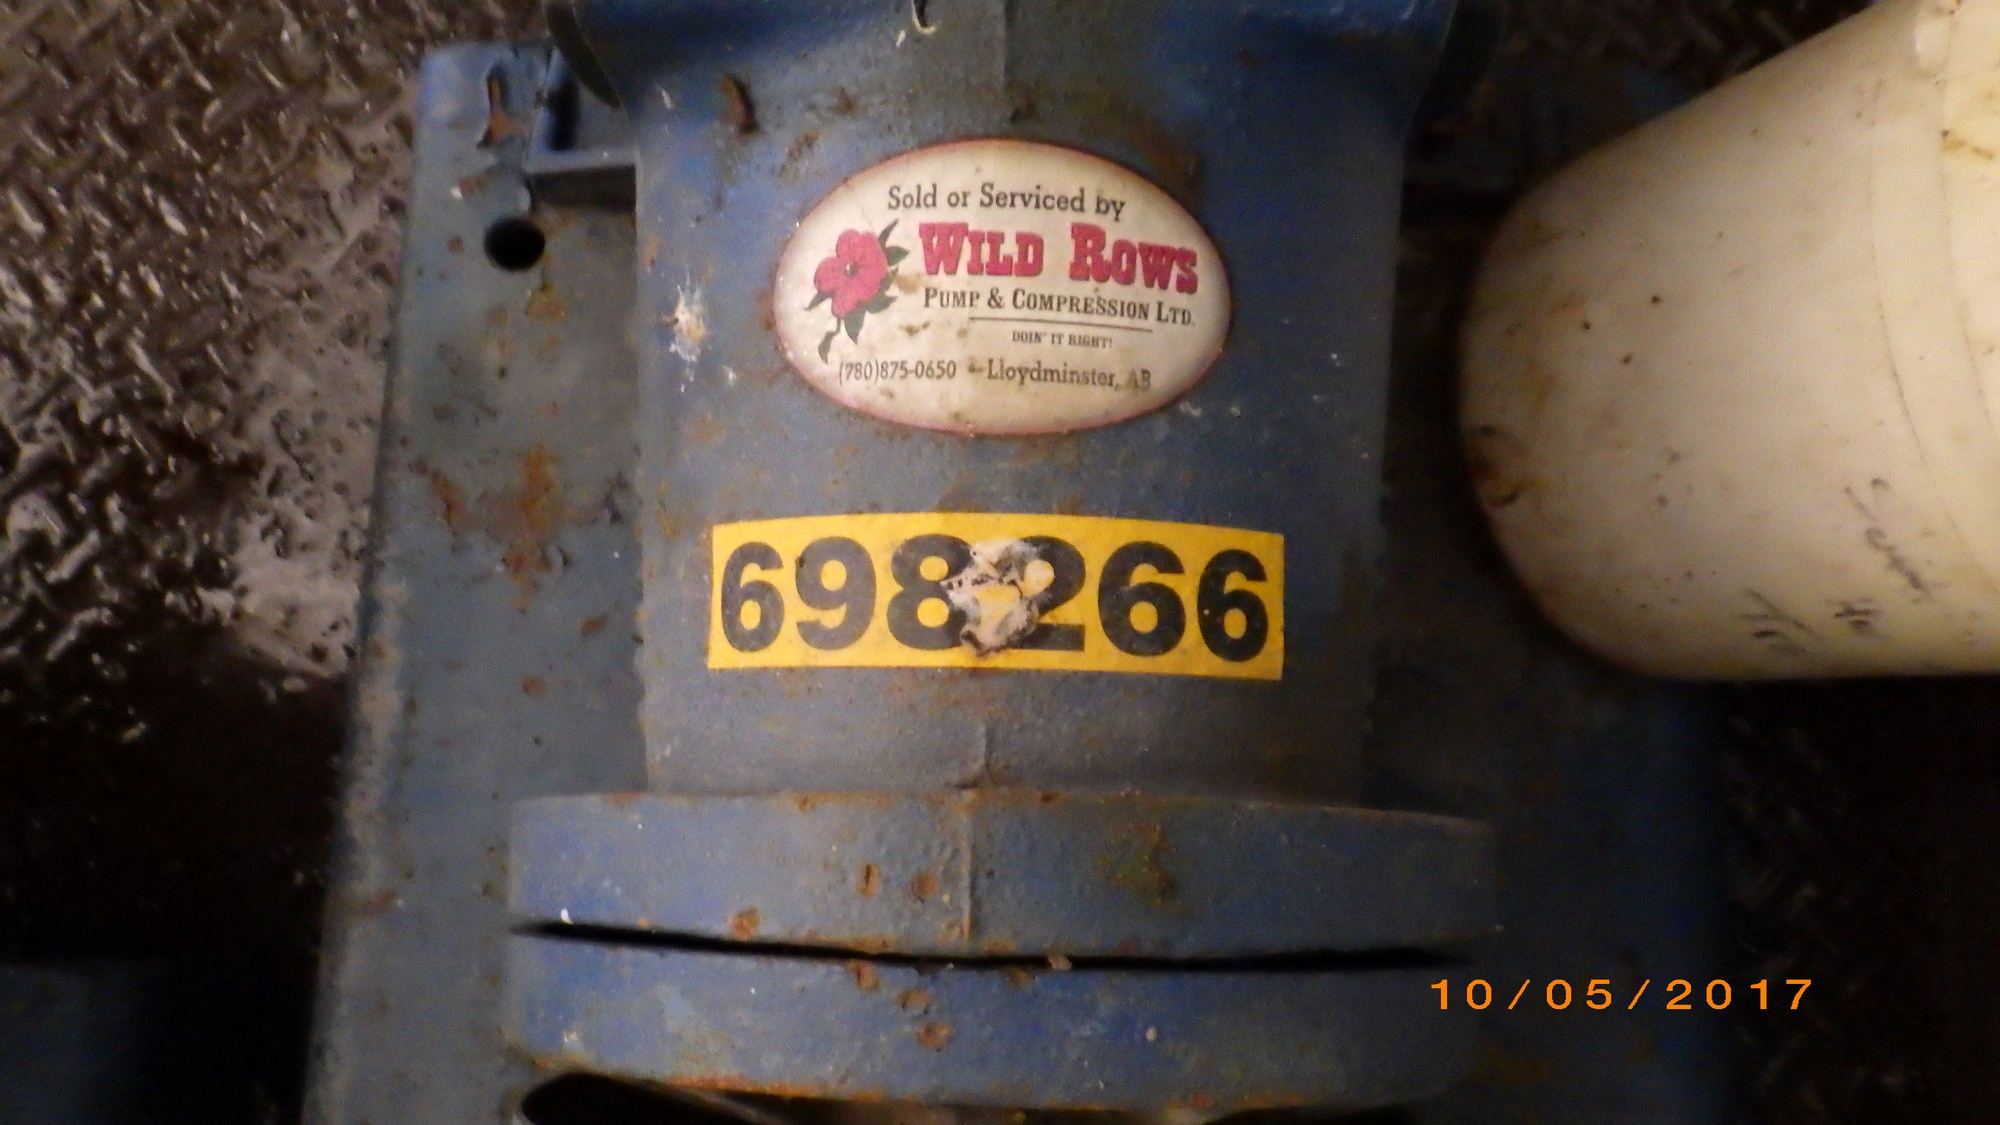 Sold or Serviced by
WILD ROWS
PUMP & COMPRESSION LTD.
DOIN' IT RIGHT!
(780)875-0650 - Lloydminster, AB
698266
10/05/2017